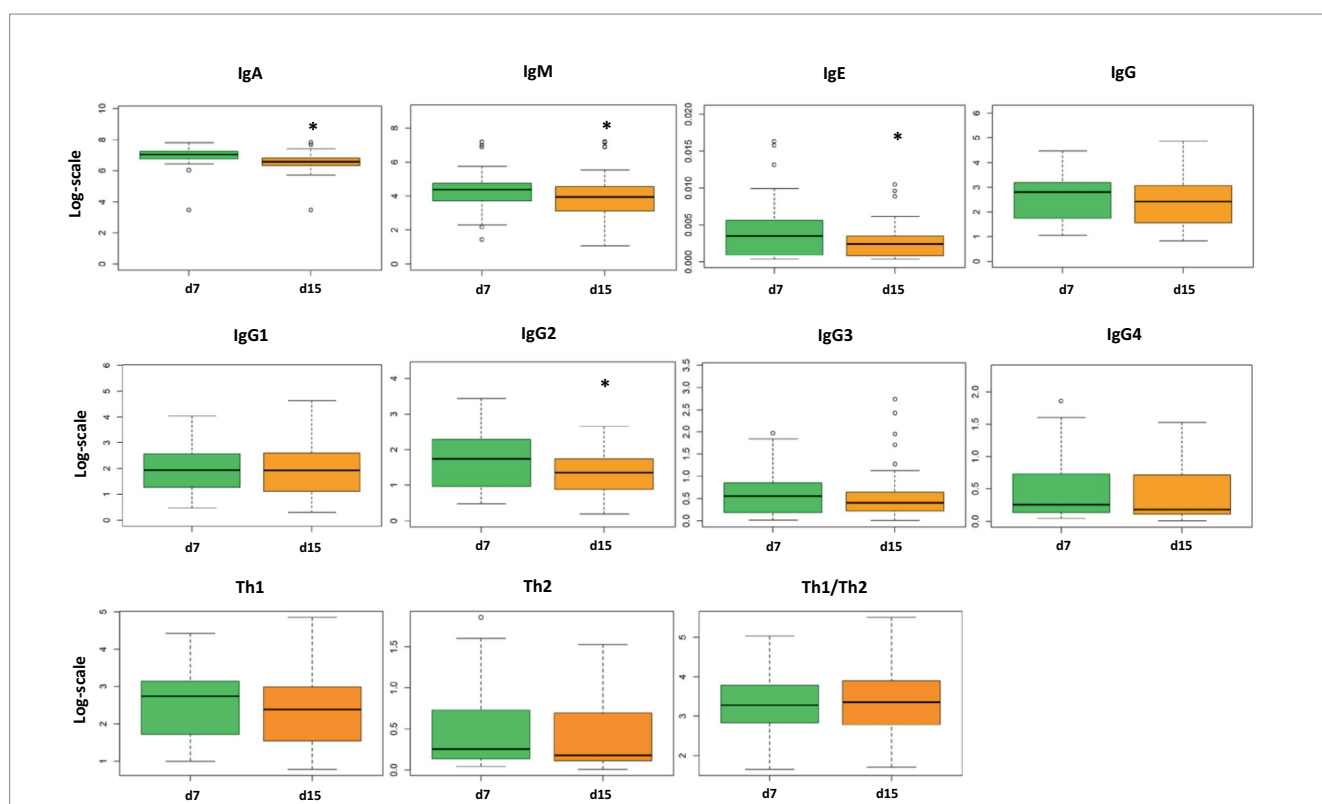 IgA
IgM
IgE
IgG
Log-scale
10
8
6
4
2
0
*
d7
d15
8
6
4
2
0
*
d7
d15
0.020
0.015
0.010
0.005
0.000
*
d7
d15
6
5
4
3
2
1
0
d7
d15
IgG1
IgG2
IgG3
IgG4
Log-scale
6
5
4
3
2
1
0
d7
d15
4
3
2
1
0
*
d7
d15
3.5
3.0
2.5
2.0
1.5
1.0
0.5
0.0
d7
d15
2.0
1.5
1.0
0.5
0.0
d7
d15
Th1
Th2
Th1/Th2
Log-scale
5
4
3
2
1
d7
d15
1.5
1.0
0.5
0.0
d7
d15
5
4
3
2
d7
d15